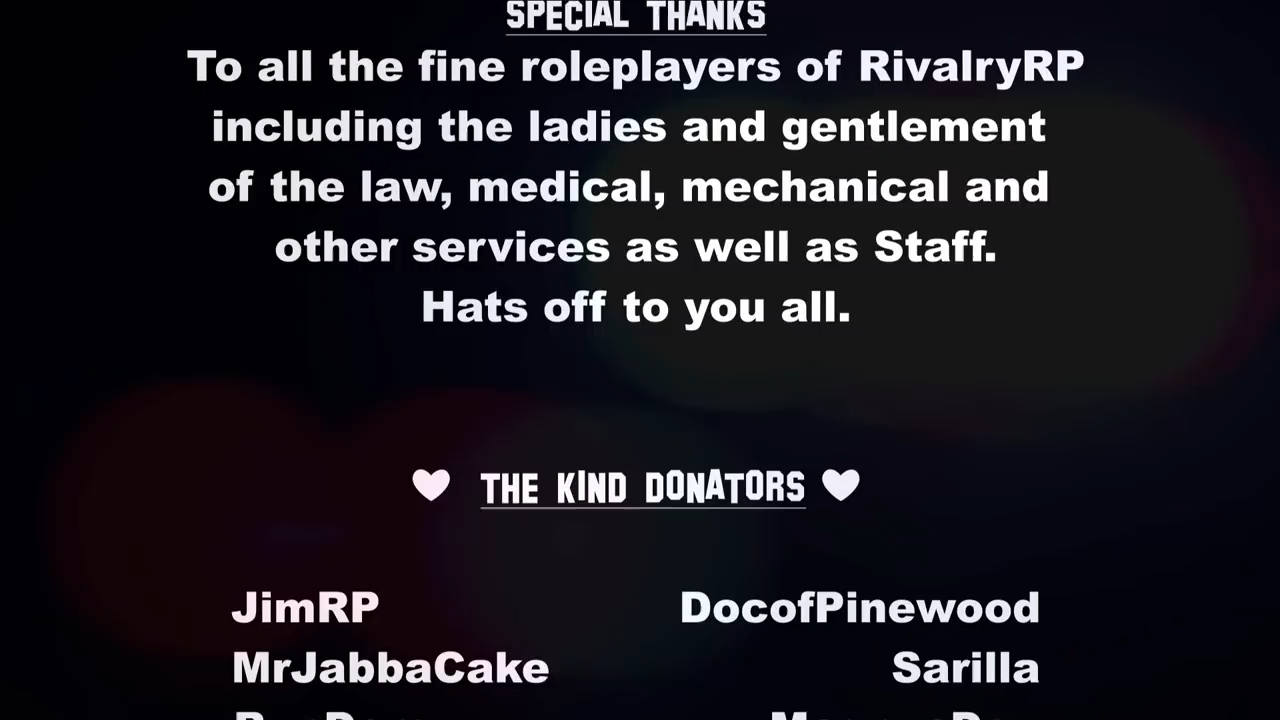 SPECIAL THANKS
To all the fine roleplayers of RivalryRP
including the ladies and gentlement
of the law, medical, mechanical and
other services as well as Staff.
Hats off to you all.
THE KIND DONATORS
JimRP DocofPinewood
MrJabbaCake Sarilla